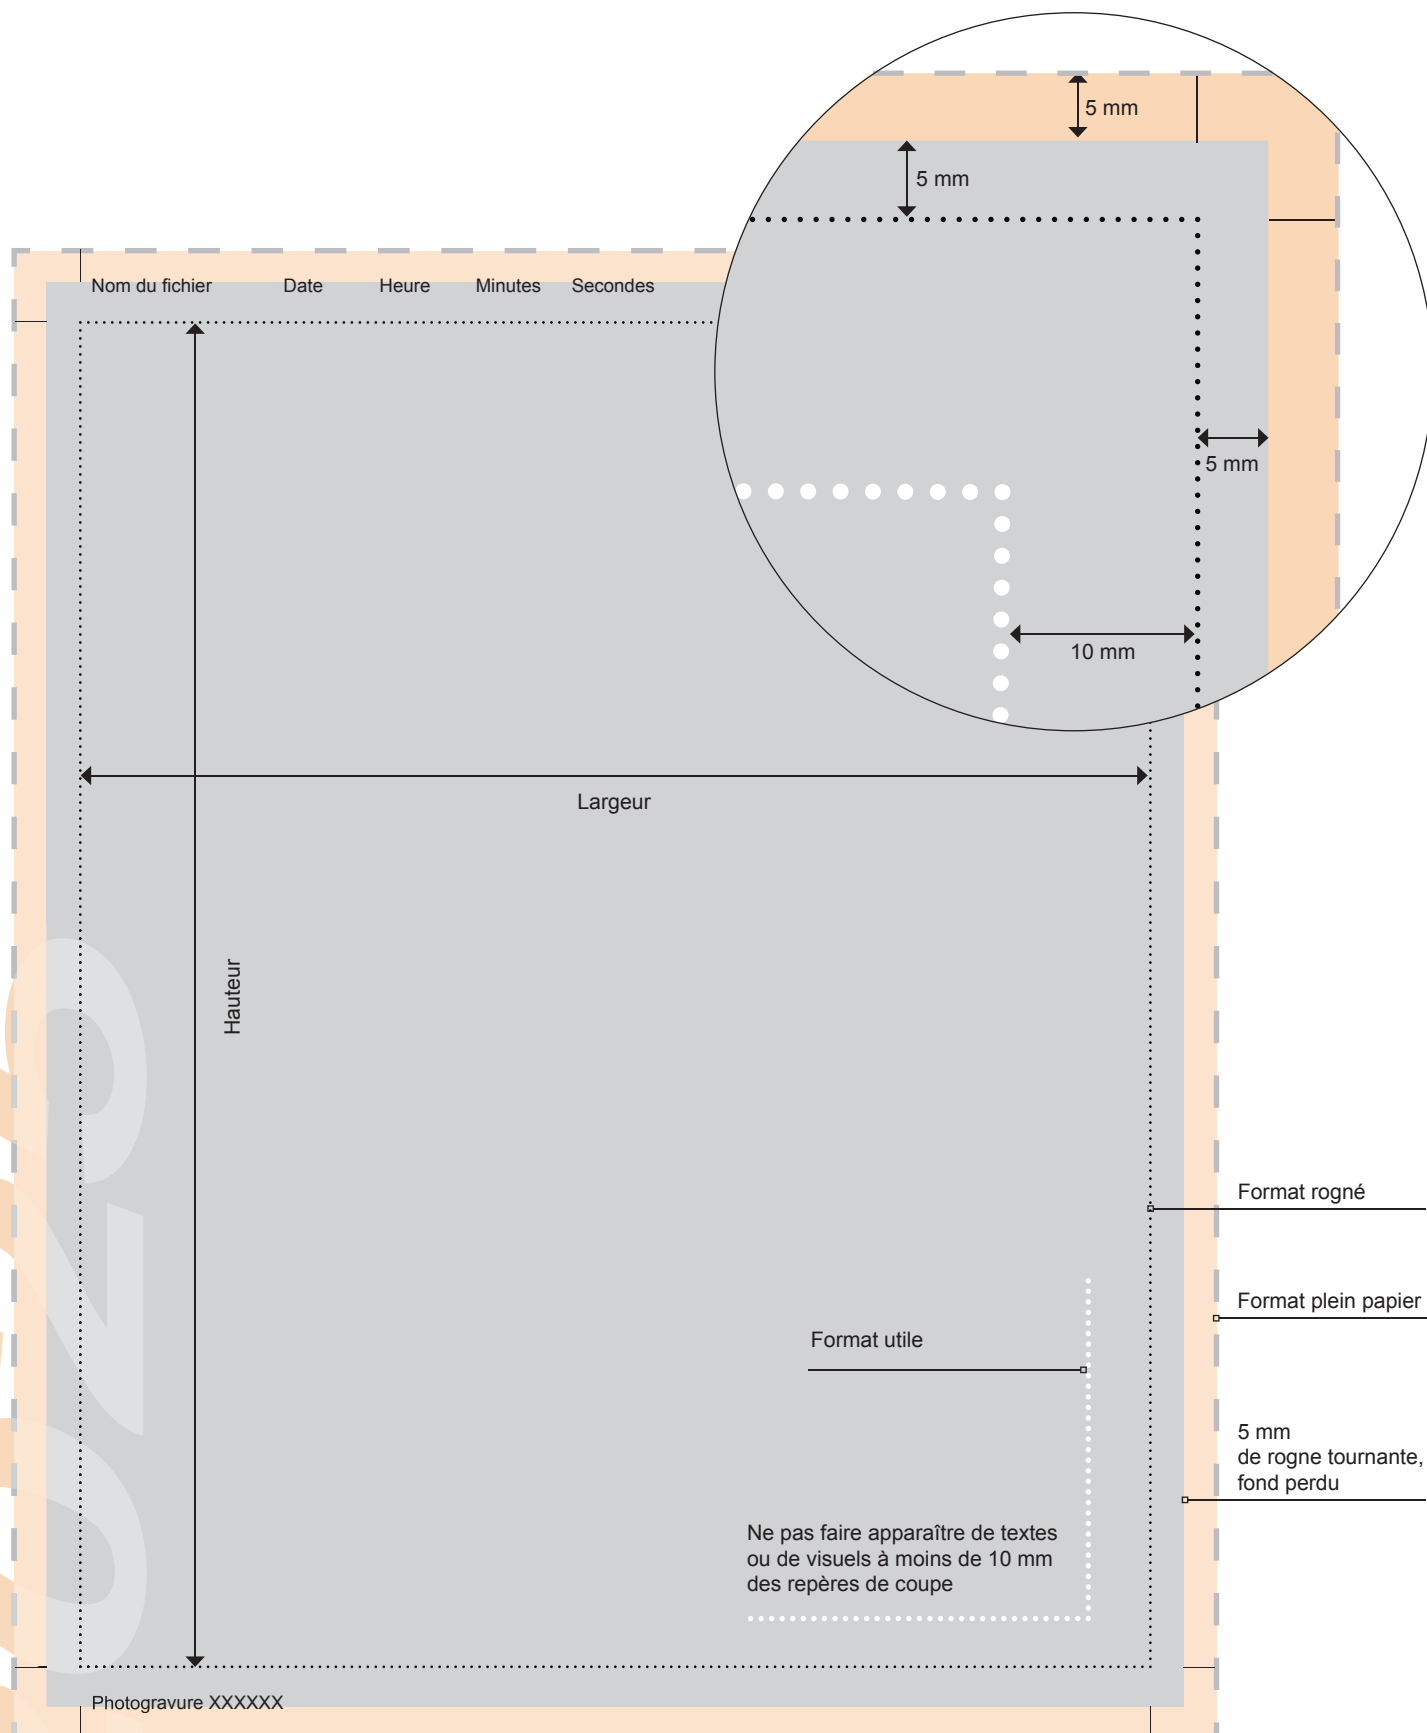 5 mm
5 mm
Nom du fichier Date Heure Minutes Secondes
5 mm
10 mm
Largeur
Hauteur
Format rogné
Format plein papier
Format utile
5 mm
de rogne tournante,
fond perdu
Ne pas faire apparaître de textes
ou de visuels à moins de 10 mm
des repères de coupe
Photogravure XXXXXX